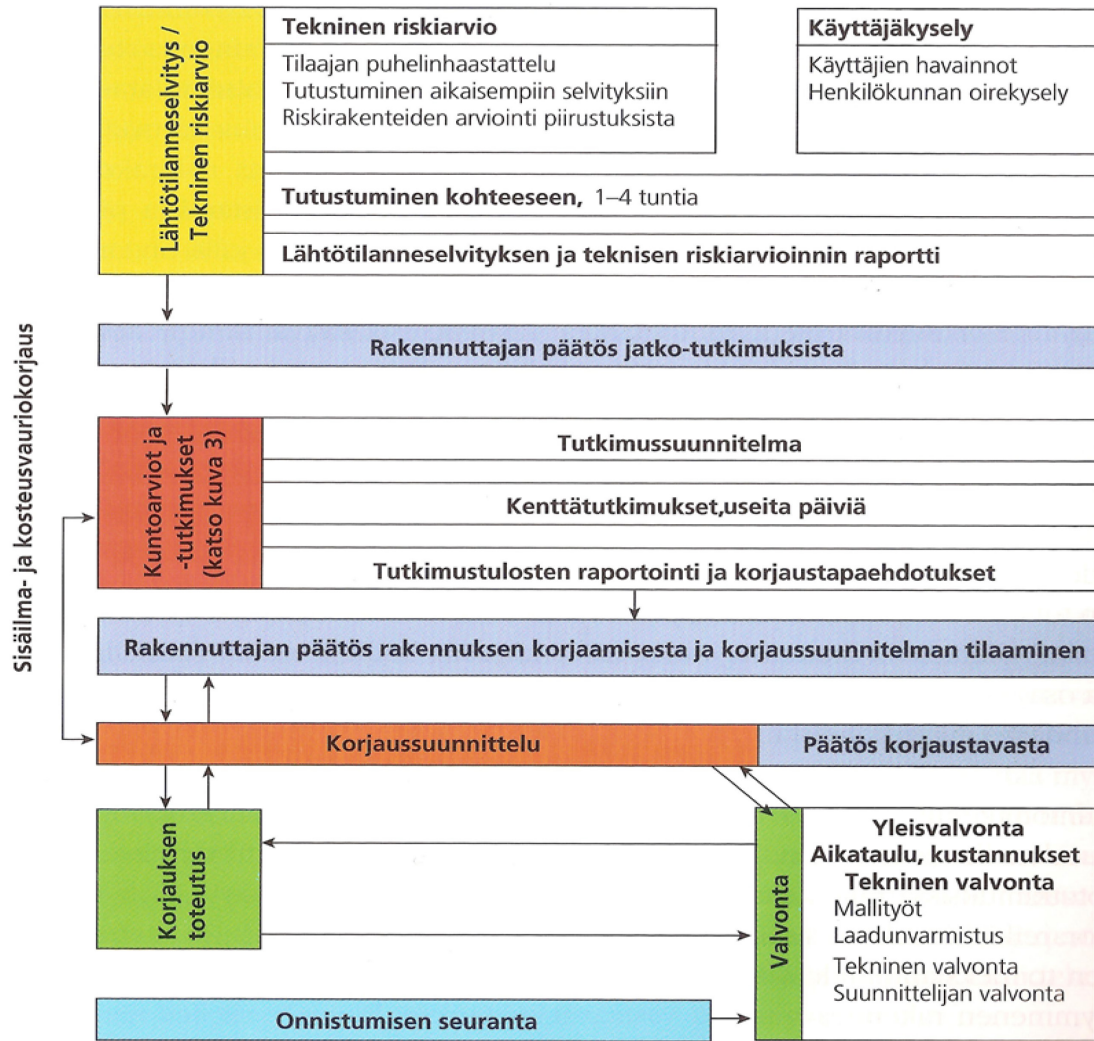 Sisäilma- ja kosteusvauriokorjaus
Lähtötilanneselvitys /
Tekninen riskiarvio
Tekninen riskiarvio
Tilaajan puhelinhaastattelu
Tutustuminen aikaisempiin selvityksiin
Riskirakenteiden arviointi piirustuksista
Käyttäjäkysely
Käyttäjien havainnot
Henkilökunnan oirekysely
Tutustuminen kohteeseen, 1–4 tuntia
Lähtötilanneselvityksen ja teknisen riskiarvioinnin raportti
Rakennuttajan päätös jatko-tutkimuksista
Kuntoarviot ja
-tutkimukset
(katso kuva 3)
Tutkimussuunnitelma
Kenttätutkimukset,useita päiviä
Tutkimustulosten raportointi ja korjaustapaehdotukset
Rakennuttajan päätös rakennuksen korjaamisesta ja korjaussuunnitelman tilaaminen
Korjaussuunnittelu
Päätös korjaustavasta
Korjauksen
toteutus
Valvonta
Yleisvalvonta
Aikataulu, kustannukset
Tekninen valvonta
Mallityöt
Laadunvarmistus
Tekninen valvonta
Suunnittelijan valvonta
Onnistumisen seuranta